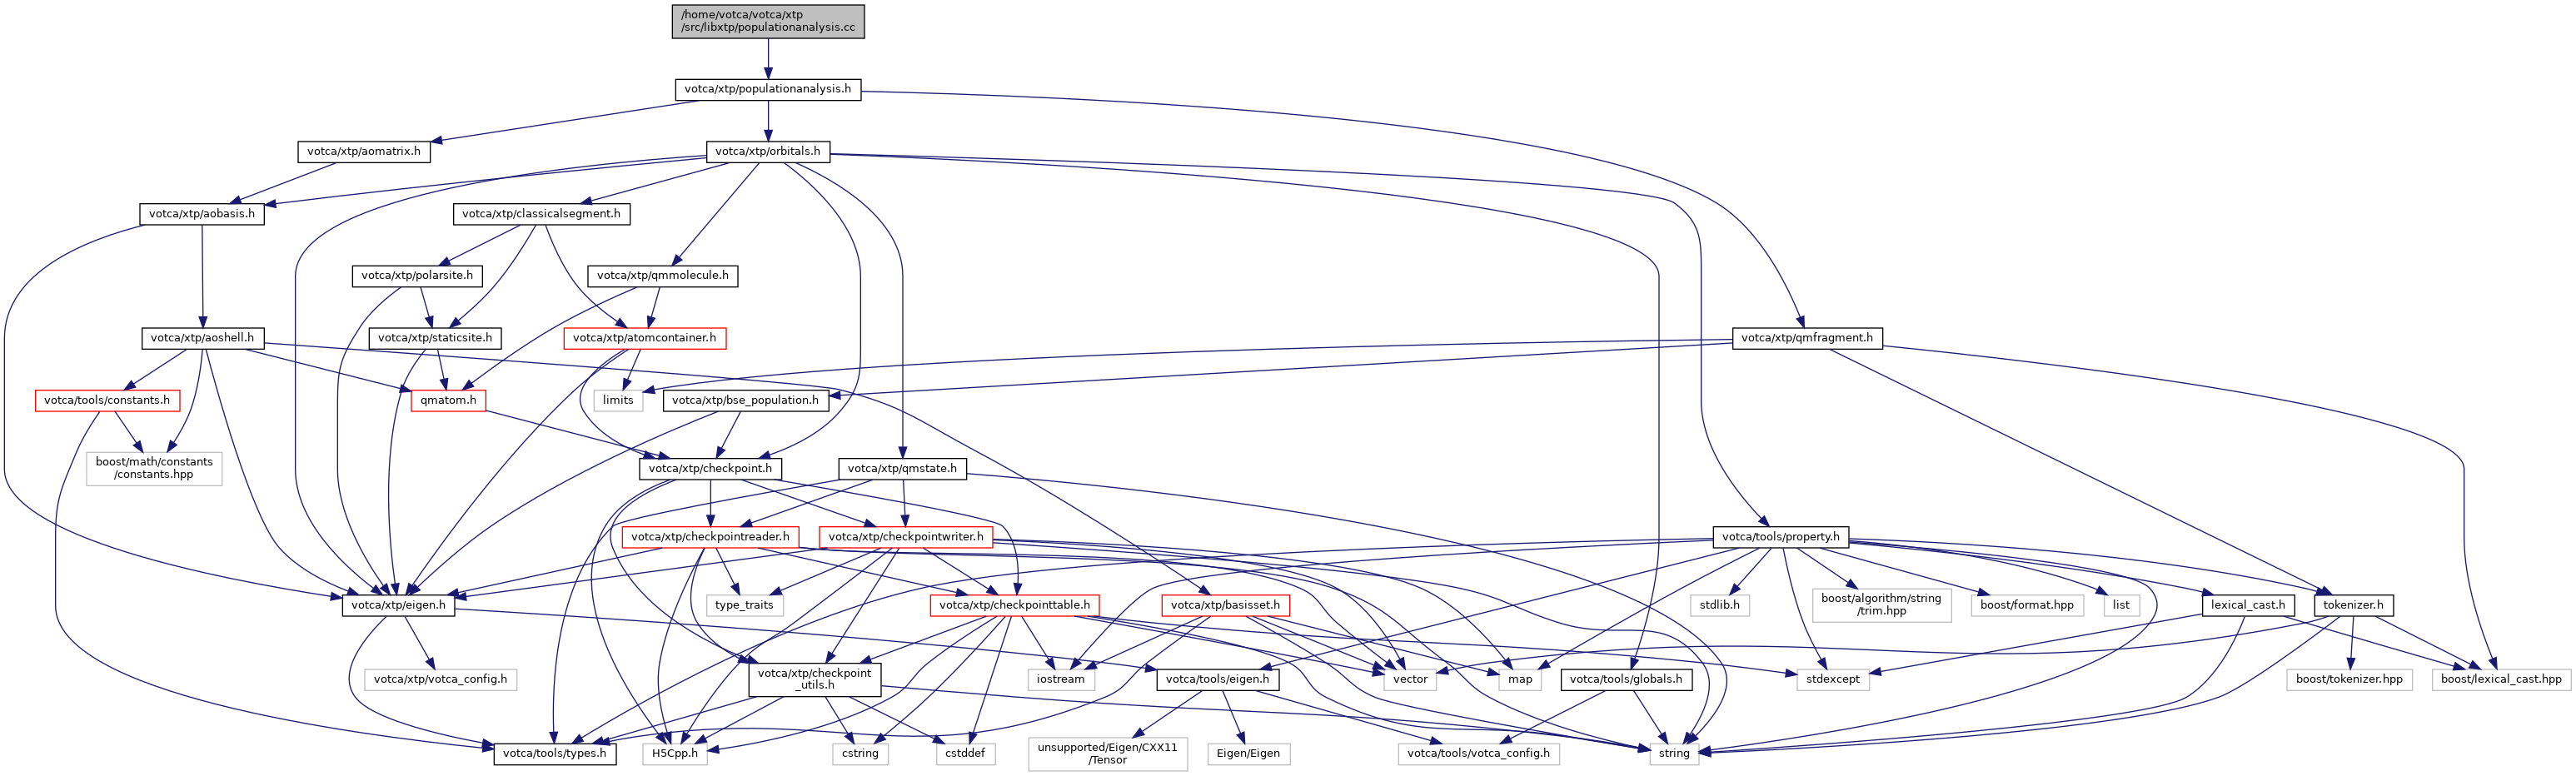 /home/votca/votca/xtp
/src/libxtp/populationanalysis.cc
votca/xtp/populationanalysis.h
votca/xtp/aomatrix.h
votca/xtp/orbitals.h
votca/xtp/aobasis.h
votca/xtp/classicalsegment.h
votca/xtp/polarsite.h
votca/xtp/qmmolecule.h
votca/xtp/aoshell.h
votca/xtp/staticsite.h
votca/xtp/atomcontainer.h
votca/xtp/qmfragment.h
votca/tools/constants.h
qmatom.h
limits
votca/xtp/bse_population.h
boost/math/constants
/constants.hpp
votca/xtp/checkpoint.h
votca/xtp/qmstate.h
votca/xtp/checkpointreader.h
votca/xtp/checkpointwriter.h
votca/tools/property.h
votca/xtp/eigen.h
type_traits
votca/xtp/checkpointtable.h
votca/xtp/basisset.h
stdlib.h
boost/algorithm/string
/trim.hpp
boost/format.hpp
list
lexical_cast.h
tokenizer.h
votca/xtp/votca_config.h
votca/xtp/checkpoint
_utils.h
iostream
votca/tools/eigen.h
vector
map
votca/tools/globals.h
stdexcept
boost/tokenizer.hpp
boost/lexical_cast.hpp
votca/tools/types.h
H5Cpp.h
cstring
cstddef
unsupported/Eigen/CXX11
/Tensor
Eigen/Eigen
votca/tools/votca_config.h
string